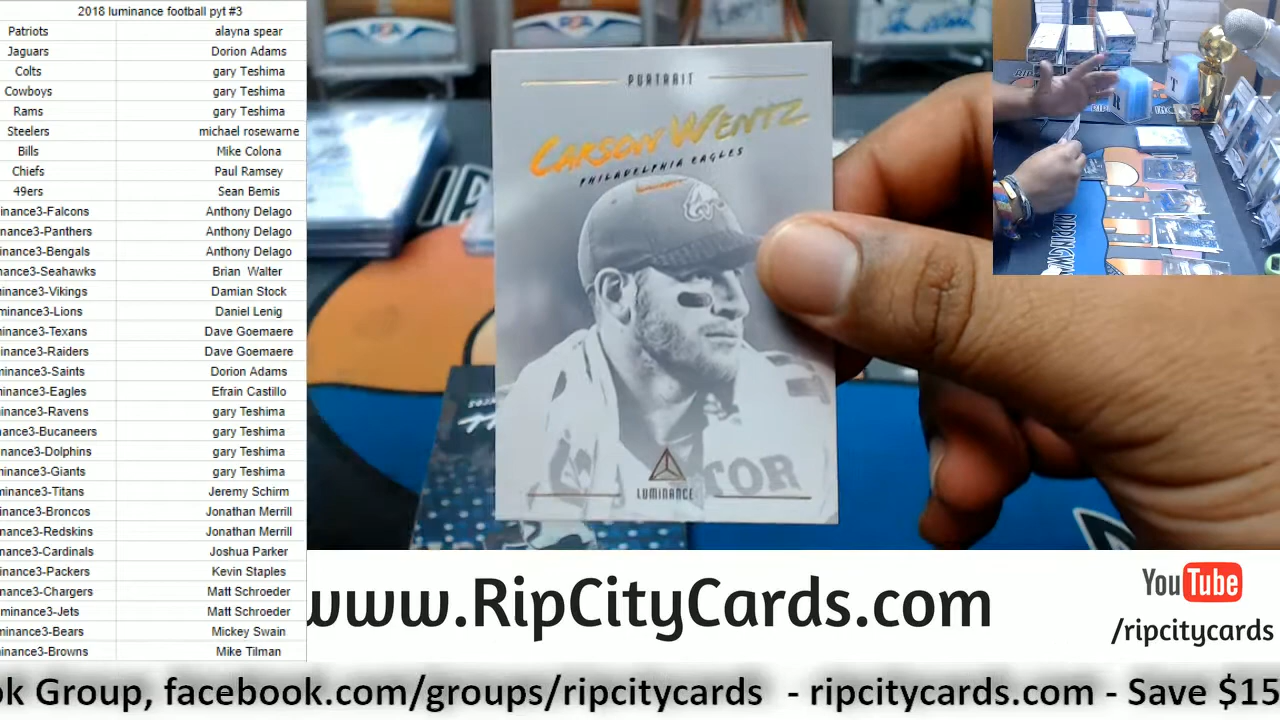 2018 luminance football pyt #3
Patriots alayna spear
Jaguars Dorion Adams
Colts gary Teshima
Cowboys gary Teshima
Rams gary Teshima
Steelers michael rosewarne
Bills Mike Colona
Chiefs Paul Ramsey
49ers Sean Bemis
inance3-Falcons Anthony Delago
nance3-Panthers Anthony Delago
inance3-Bengals Anthony Delago
nance3-Seahawks Brian Walter
inance3-Vikings Damian Stock
minance3-Lions Daniel Lenig
inance3-Texans Dave Goemaere
inance3-Raiders Dave Goemaere
inance3-Saints Dorion Adams
inance3-Eagles Efrain Castillo
inance3-Ravens gary Teshima
ance3-Bucaneers gary Teshima
nance3-Dolphins gary Teshima
inance3-Giants gary Teshima
minance3-Titans Jeremy Schirm
inance3-Broncos Jonathan Merrill
nance3-Redskins Jonathan Merrill
nance3-Cardinals Joshua Parker
inance3-Packers Kevin Staples
nance3-Chargers Matt Schroeder
minance3-Jets Matt Schroeder
minance3-Bears Mickey Swain
inance3-Browns Mike Tilman
PORTRAIT
CARSON WENTZ
PHILADELPHIA EAGLES
LUMINANCE
TOR
www.RipCityCards.com
YouTube
/ripcitycards
ok Group, facebook.com/groups/ripcitycards - ripcitycards.com - Save $15